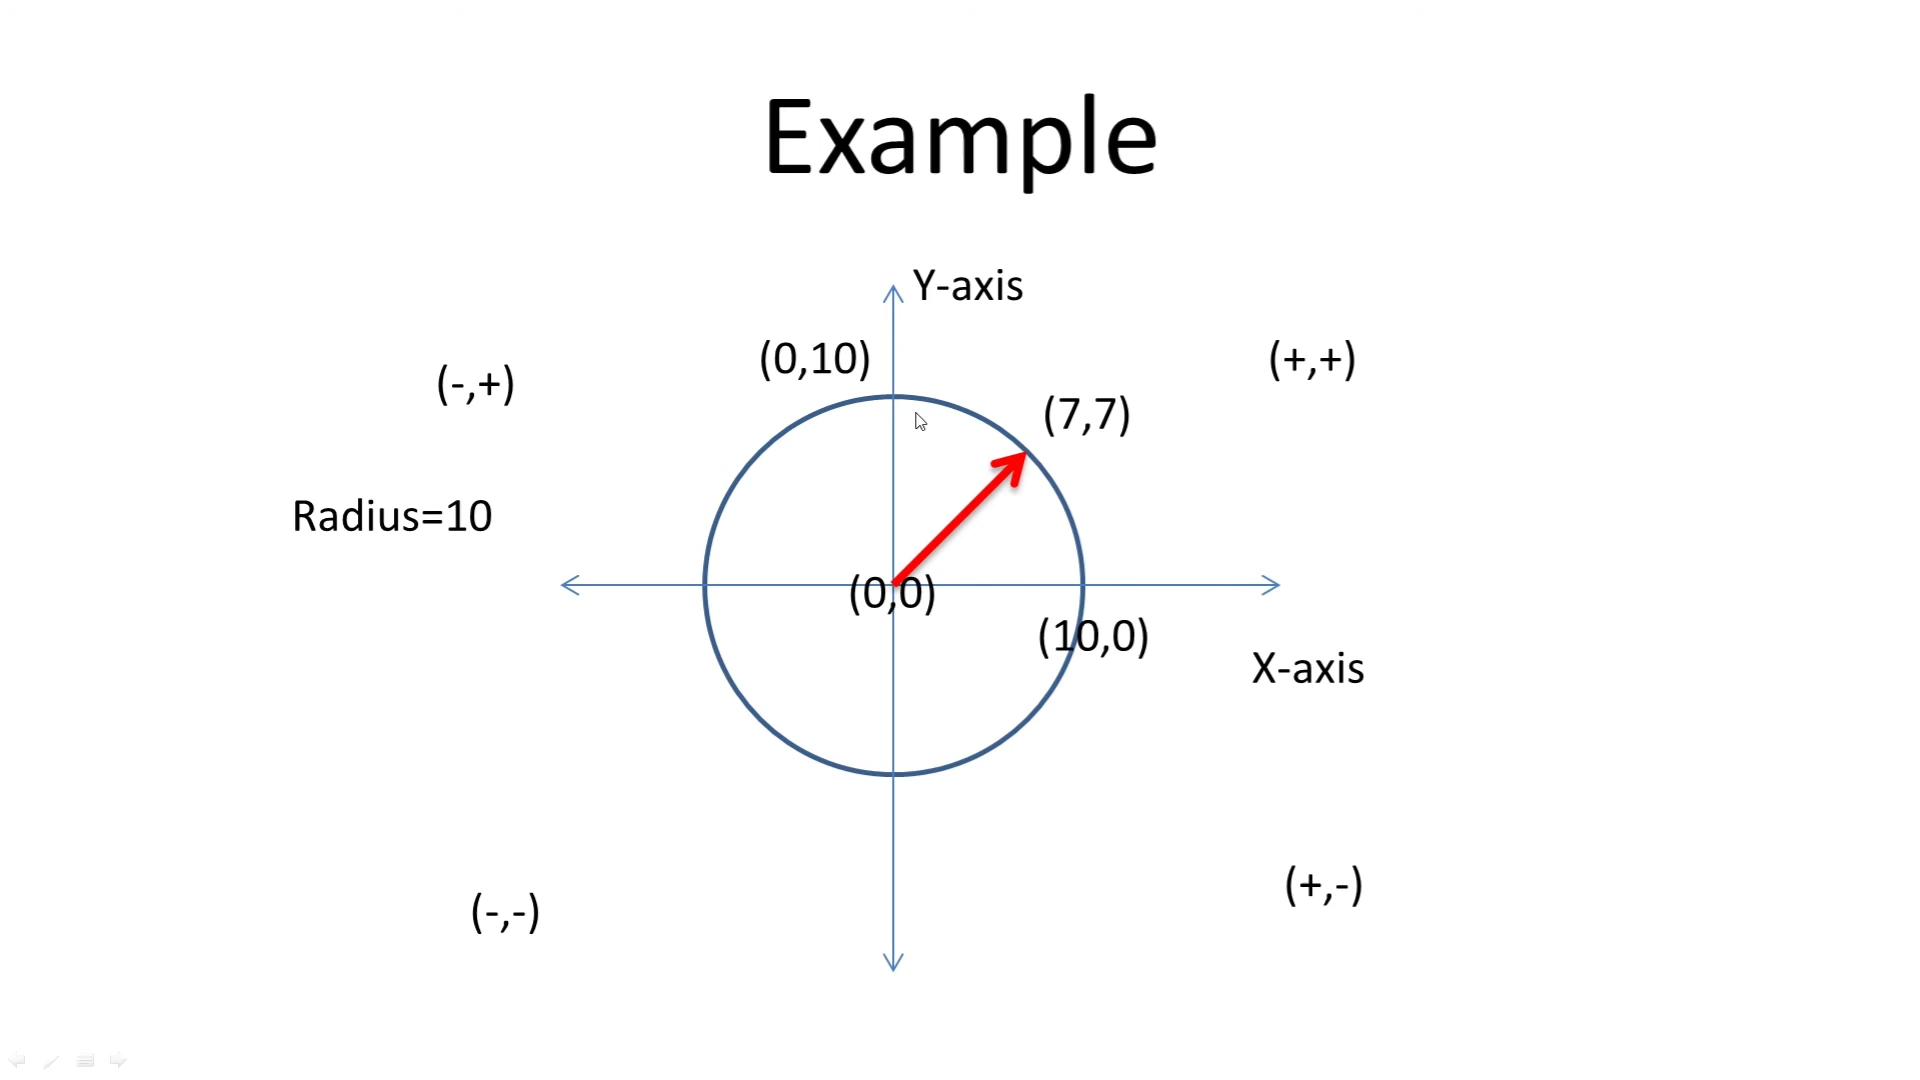 Example
Y-axis
(0,10)
(+,+)
(-,+)
(7,7)
Radius=10
(0,0)
(10,0)
X-axis
(+,-)
(-,-)